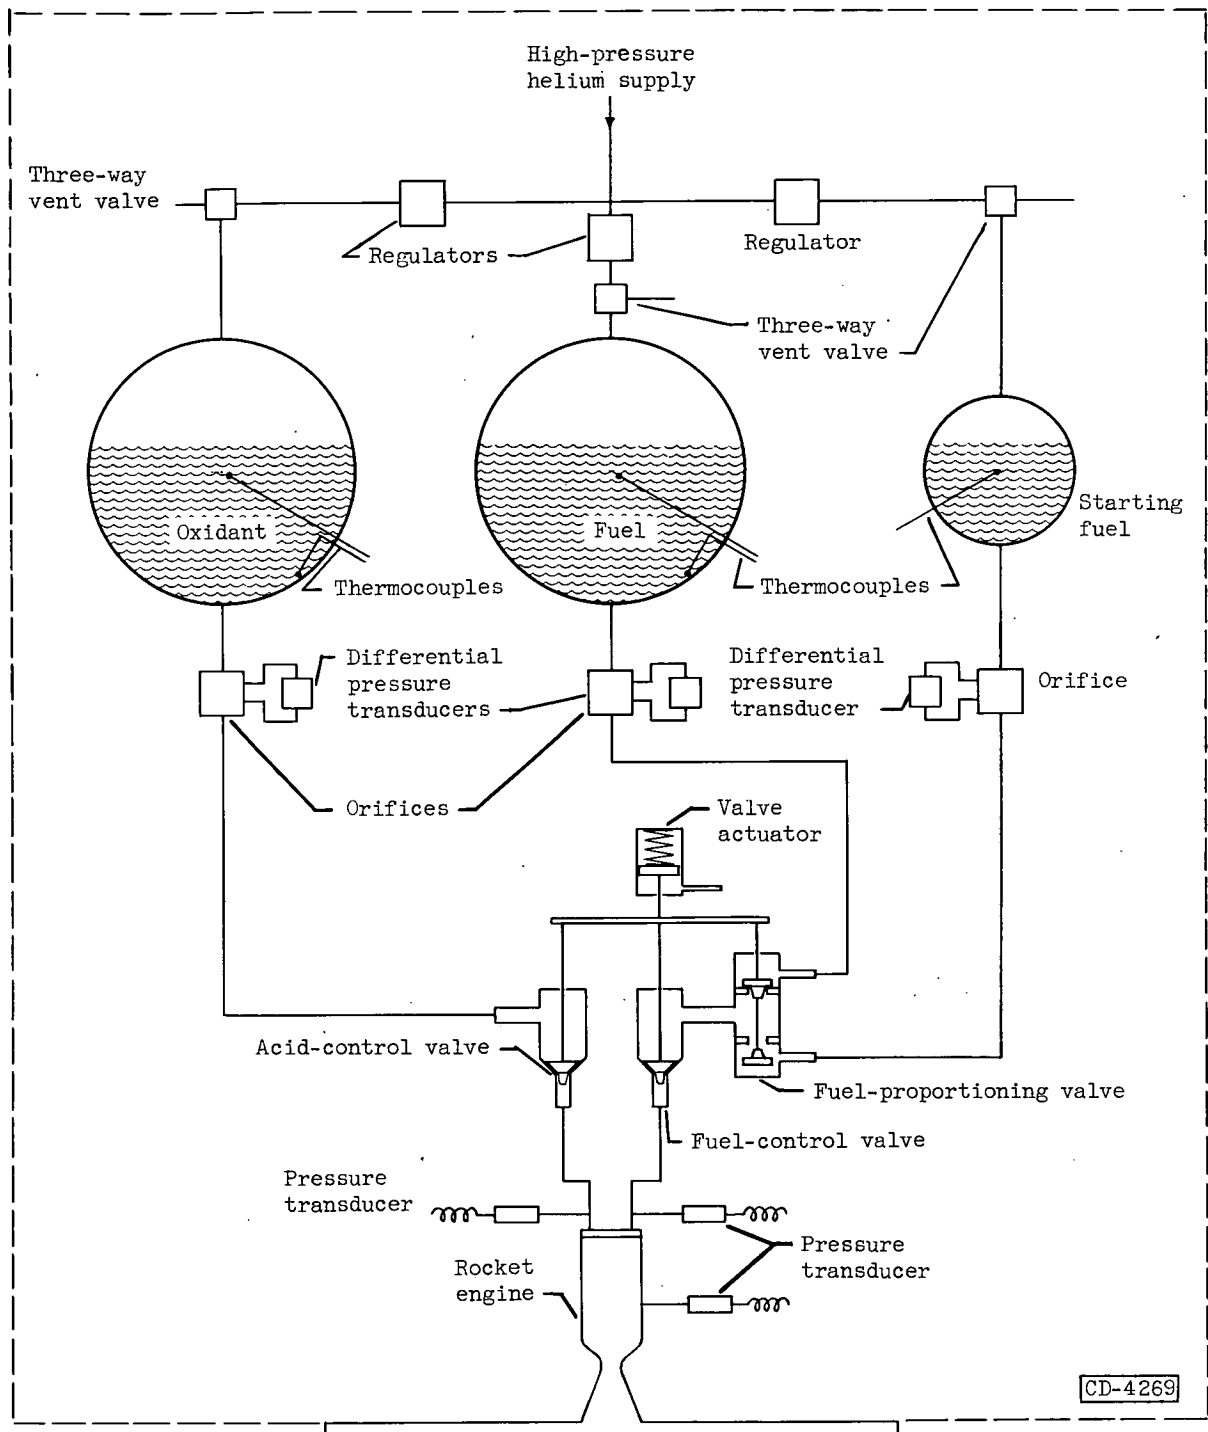 High-pressure
helium supply
Three-way
vent valve
Regulators
Regulator
Three-way
vent valve
Oxidant
Fuel
Starting
fuel
Thermocouples
Thermocouples
Differential
pressure
transducers
Differential
pressure
transducer
Orifice
Orifices
Valve
actuator
Acid-control valve
Fuel-proportioning valve
Fuel-control valve
Pressure
transducer
Pressure
transducer
Rocket
engine
CD-4269